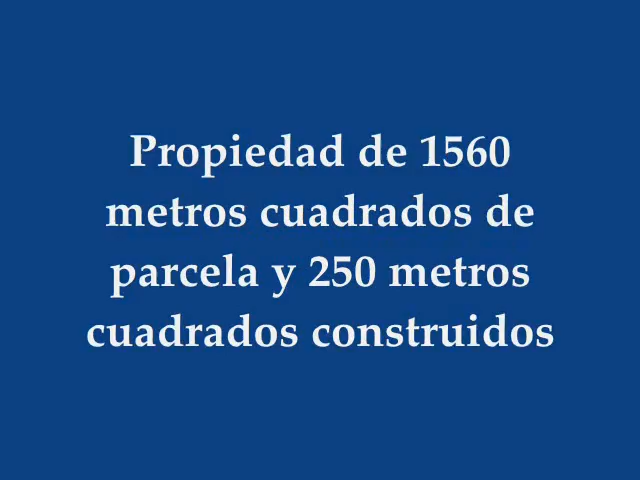 Propiedad de 1560
metros cuadrados de
parcela y 250 metros
cuadrados construidos